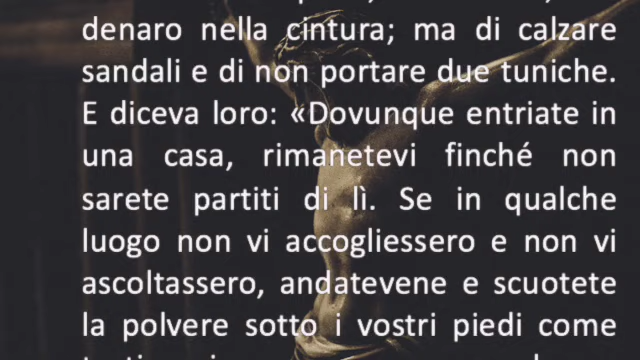 denaro nella cintura; ma di calzare
sandali e di non portare due tuniche.
E diceva loro: «Dovunque entriate in
una casa, rimanetevi finché non
sarete partiti di lì. Se in qualche
luogo non vi accogliessero e non vi
ascoltassero, andatevene e scuotete
la polvere sotto i vostri piedi come